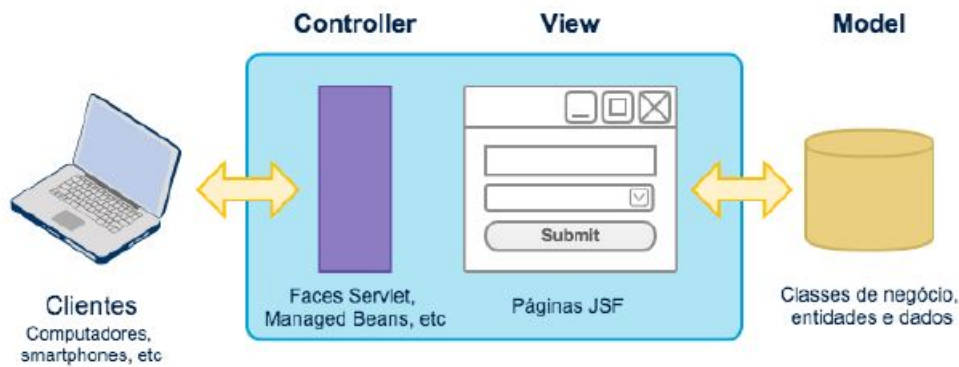 Controller
View
Model
Submit
Clientes
Computadores,
smartphones, etc
Faces Servlet,
Managed Beans, etc
Páginas JSF
Classes de negócio,
entidades e dados